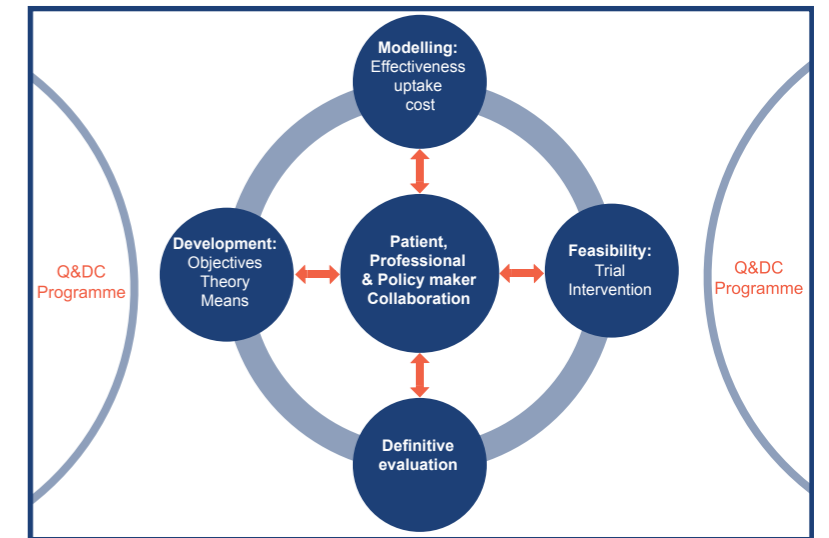 Modelling:
Effectiveness
uptake
cost
Development:
Objectives
Theory
Means
Patient,
Professional
& Policy maker
Collaboration
Feasibility:
Trial
Intervention
Q&DC
Programme
Q&DC
Programme
Definitive
evaluation